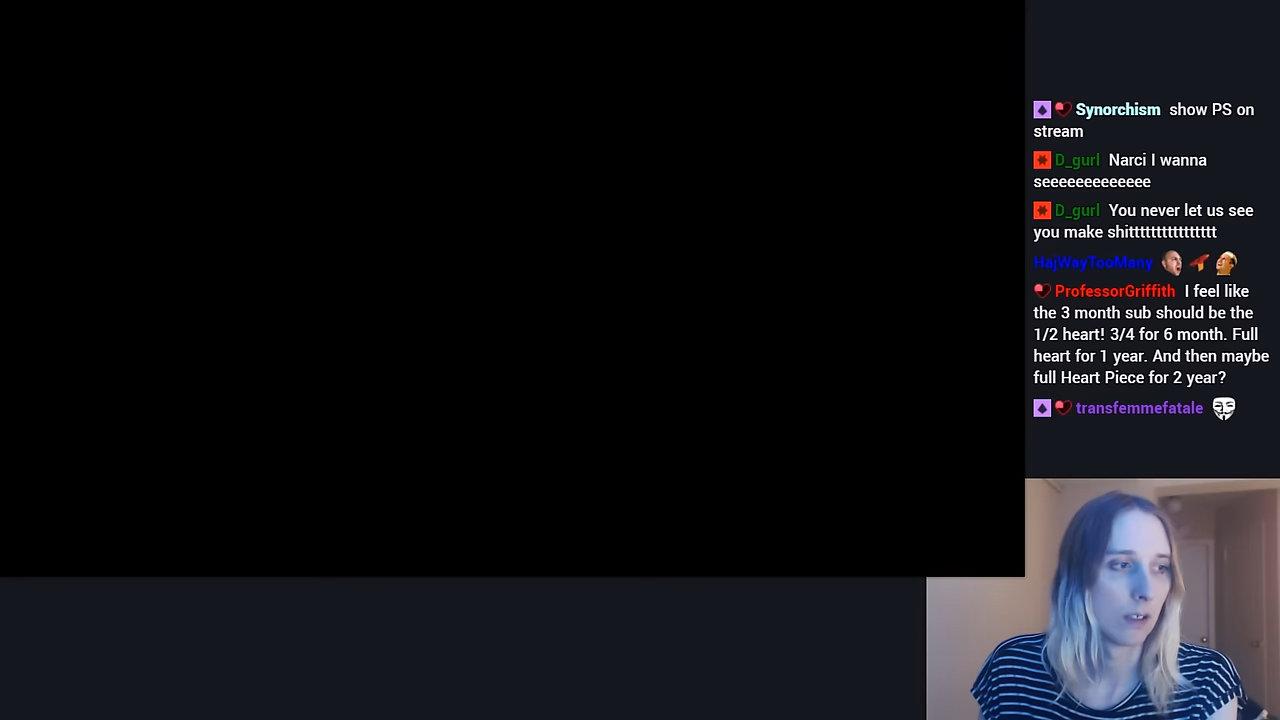 Synorchism show PS on
stream
D_gurl Narci I wanna
seeeeeeeeeeeee
D_gurl You never let us see
you make shittttttttttttttt
HajWayTooMany
ProfessorGriffith I feel like
the 3 month sub should be the
1/2 heart! 3/4 for 6 month. Full
heart for 1 year. And then maybe
full Heart Piece for 2 year?
transfemmefatale